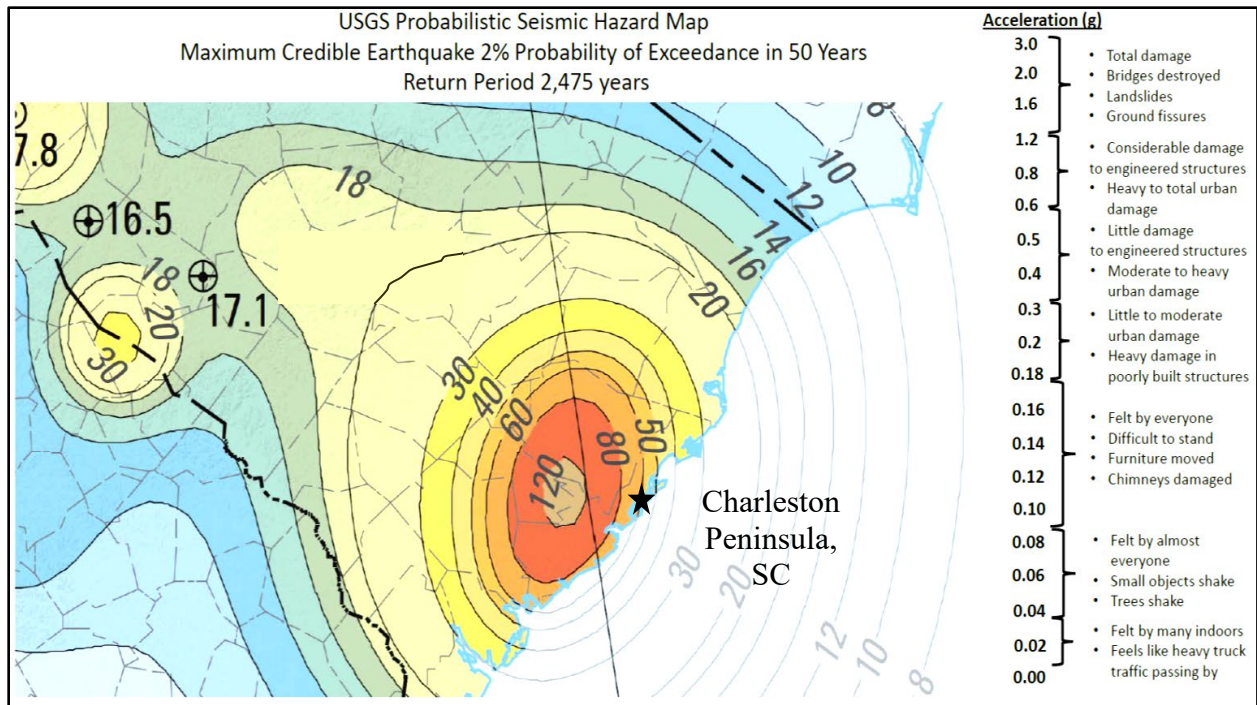 USGS Probabilistic Seismic Hazard Map
Maximum Credible Earthquake 2% Probability of Exceedance in 50 Years
Return Period 2,475 years
7.8
16.5
17.1
18
20
30
18
8
10
12
14
16
20
30
40
60
50
80
120
Charleston
Peninsula,
SC
30
20
12
10
8
Acceleration (g)
3.0
2.0
1.6
1.2
0.8
0.6
0.5
0.4
0.3
0.2
0.18
0.16
0.14
0.12
0.10
0.08
0.06
0.04
0.02
0.00
• Total damage
• Bridges destroyed
• Landslides
• Ground fissures
• Considerable damage
to engineered structures
• Heavy to total urban
damage
• Little damage
to engineered structures
• Moderate to heavy
urban damage
• Little to moderate
urban damage
• Heavy damage in
poorly built structures
• Felt by everyone
• Difficult to stand
• Furniture moved
• Chimneys damaged
• Felt by almost
everyone
• Small objects shake
• Trees shake
• Felt by many indoors
• Feels like heavy truck
traffic passing by